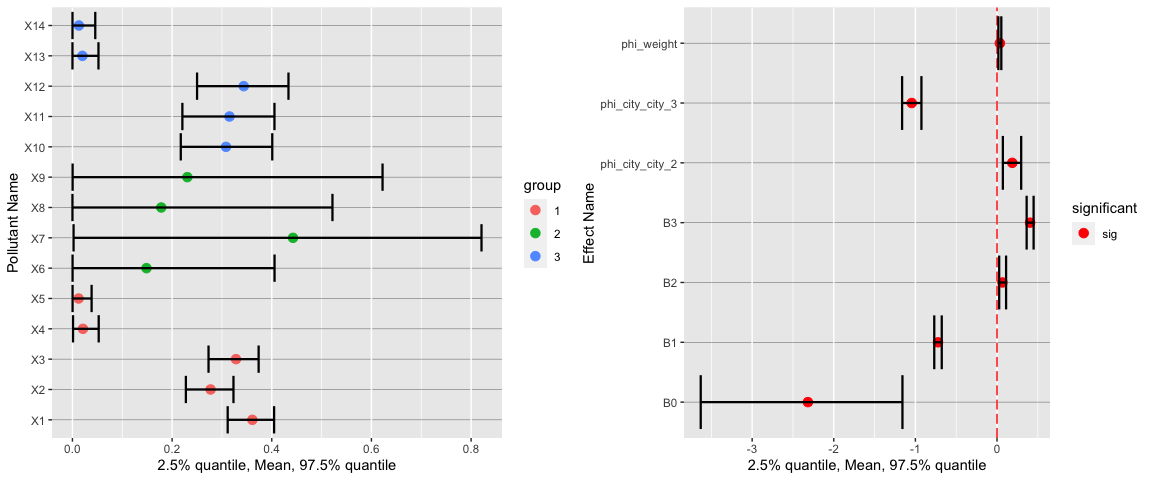 Pollutant Name
X14
X13
X12
X11
X10
X9
X8
X7
X6
X5
X4
X3
X2
X1
0.0 0.2 0.4 0.6 0.8
2.5% quantile, Mean, 97.5% quantile
group
1
2
3
Effect Name
phi_weight
phi_city_city_3
phi_city_city_2
B3
B2
B1
B0
-3 -2 -1 0
2.5% quantile, Mean, 97.5% quantile
significant
sig